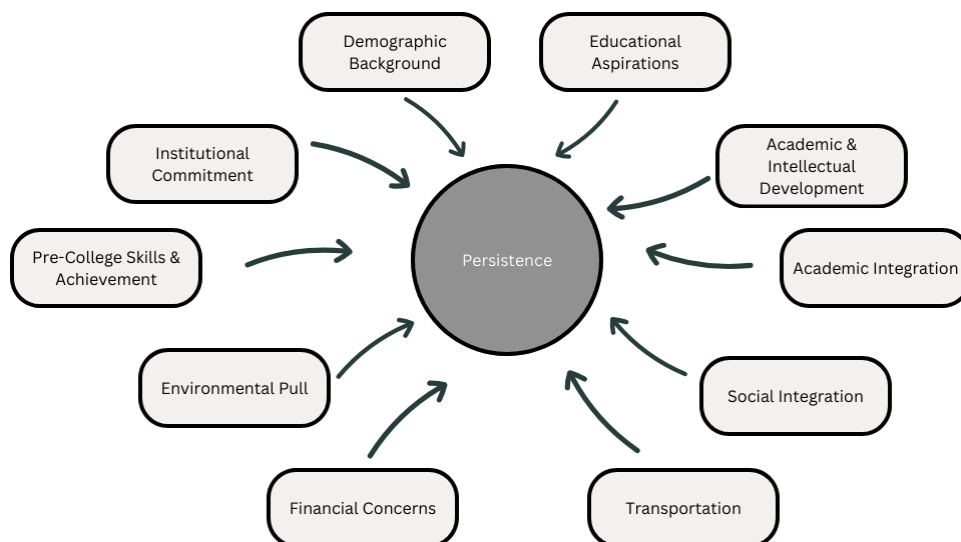 Demographic
Background
Educational
Aspirations
Institutional
Commitment
Academic &
Intellectual
Development
Pre-College Skills &
Achievement
Persistence
Academic Integration
Environmental Pull
Social Integration
Financial Concerns
Transportation